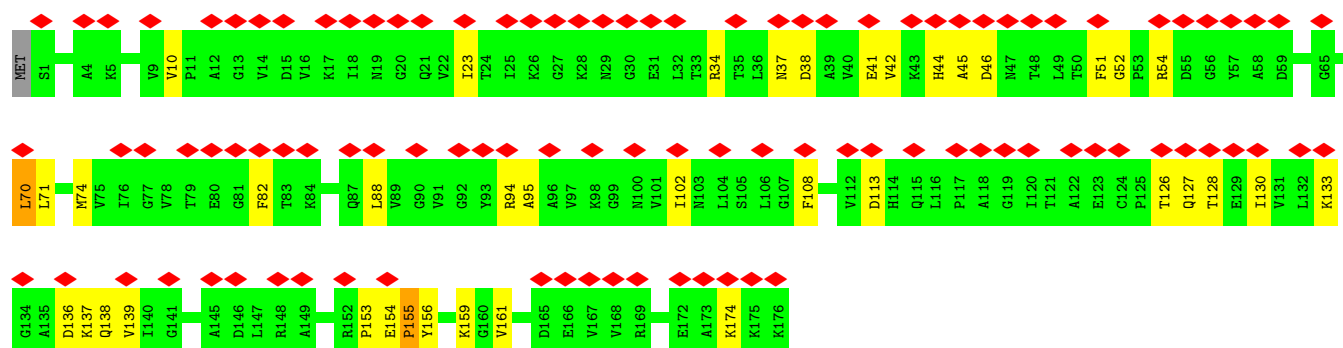 MET S1 A4 K5 V9 V10 P11 A12 G13 V14 D15 V16 K17 I18 N19 G20 Q21 V22 I23 T24 I25 K26 G27 K28 N29 G30 E31 L32 T33 R34 T35 L36 N37 D38 A39 V40 E41 V42 K43 H44 A45 D46 N47 T48 L49 T50 F51 G52 P53 R54 D55 G56 Y57 A58 D59 G65
L70 L71 M74 V75 I76 G77 V78 T79 E80 G81 F82 T83 K84 Q87 L88 V89 G90 V91 G92 Y93 R94 A95 A96 V97 K98 G99 N100 V101 I102 N103 L104 S105 L106 G107 F108 V112 D113 H114 Q115 L116 P117 A118 G119 I120 T121 A122 E123 C124 P125 T126 Q127 T128 E129 I130 V131 L132 K133
G134 A135 D136 K137 Q138 V139 I140 G141 A145 D146 L147 R148 A149 R152 P153 E154 P155 Y156 K159 G160 V161 D165 E166 V167 V168 R169 E172 A173 K174 K175 K176